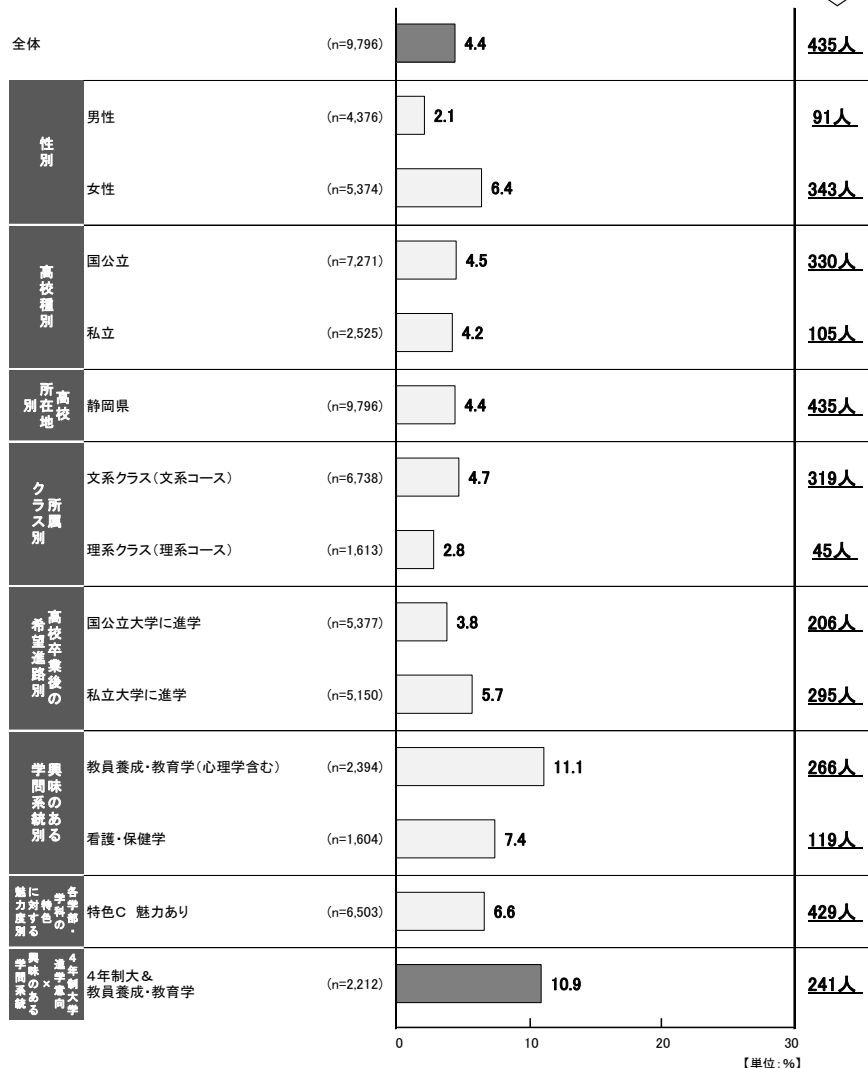 全体 (n=9,796) 4.4 435人
性別
男性 (n=4,376) 2.1 91人
女性 (n=5,374) 6.4 343人
高校種別
国公立 (n=7,271) 4.5 330人
私立 (n=2,525) 4.2 105人
高校所在地別
静岡県 (n=9,796) 4.4 435人
所属クラス別
文系クラス(文系コース) (n=6,738) 4.7 319人
理系クラス(理系コース) (n=1,613) 2.8 45人
高校卒業後の希望進路別
国公立大学に進学 (n=5,377) 3.8 206人
私立大学に進学 (n=5,150) 5.7 295人
興味のある学問系統別
教員養成・教育学(心理学含む) (n=2,394) 11.1 266人
看護・保健学 (n=1,604) 7.4 119人
各学部・学科の特色に対する魅力度別
特色C 魅力あり (n=6,503) 6.6 429人
4年制大学進学意向×興味のある学問系統
4年制大&
教員養成・教育学 (n=2,212) 10.9 241人
0 10 20 30
【単位:%】